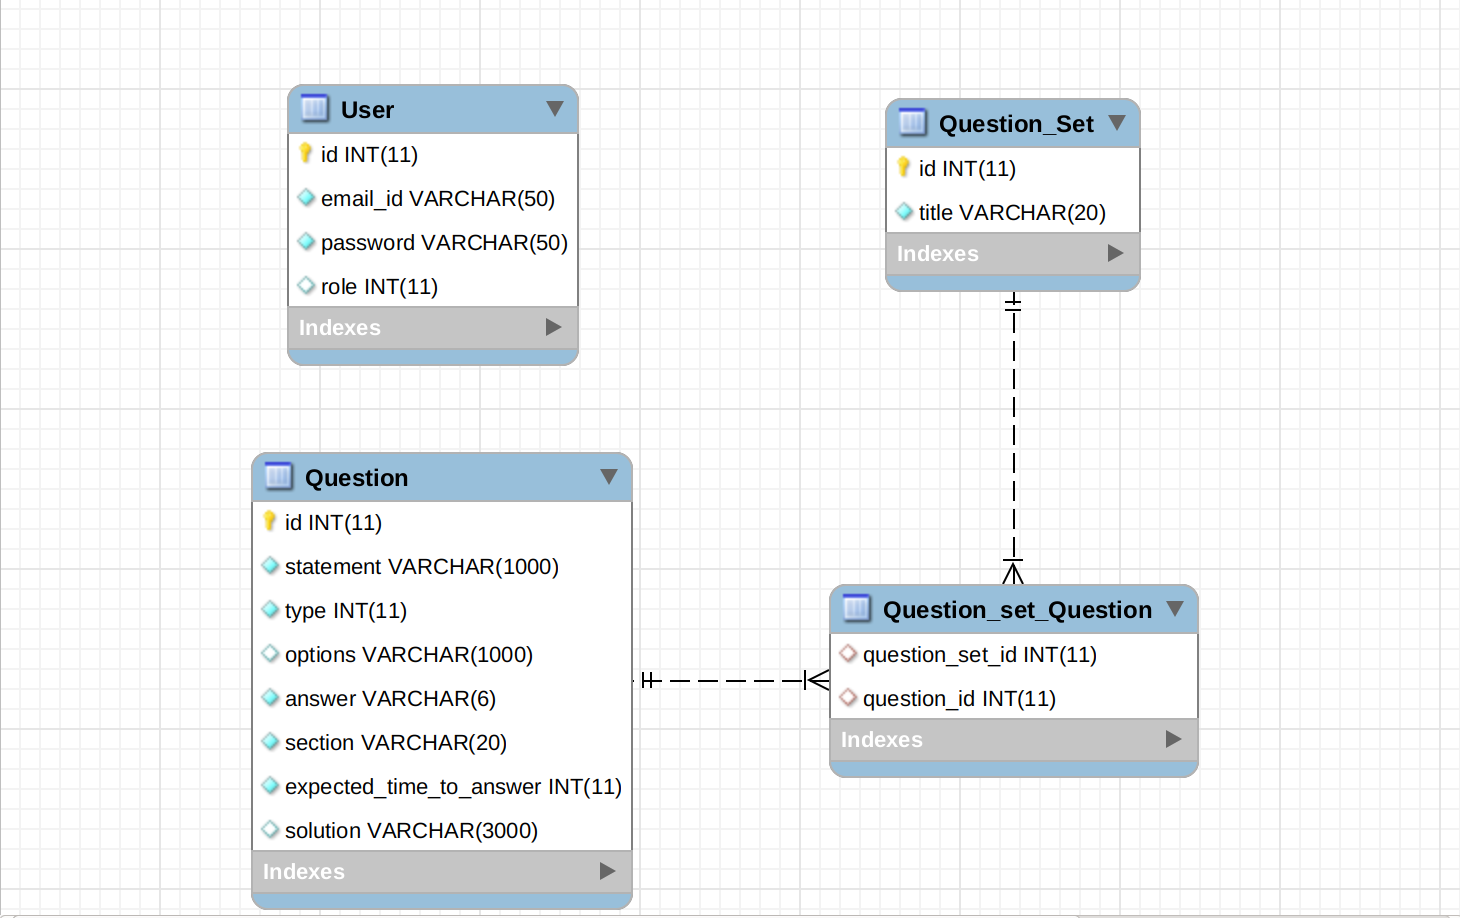 User
id INT(11)
email_id VARCHAR(50)
password VARCHAR(50)
role INT(11)
Indexes
Question_Set
id INT(11)
title VARCHAR(20)
Indexes
Question
id INT(11)
statement VARCHAR(1000)
type INT(11)
options VARCHAR(1000)
answer VARCHAR(6)
section VARCHAR(20)
expected_time_to_answer INT(11)
solution VARCHAR(3000)
Indexes
Question_set_Question
question_set_id INT(11)
question_id INT(11)
Indexes